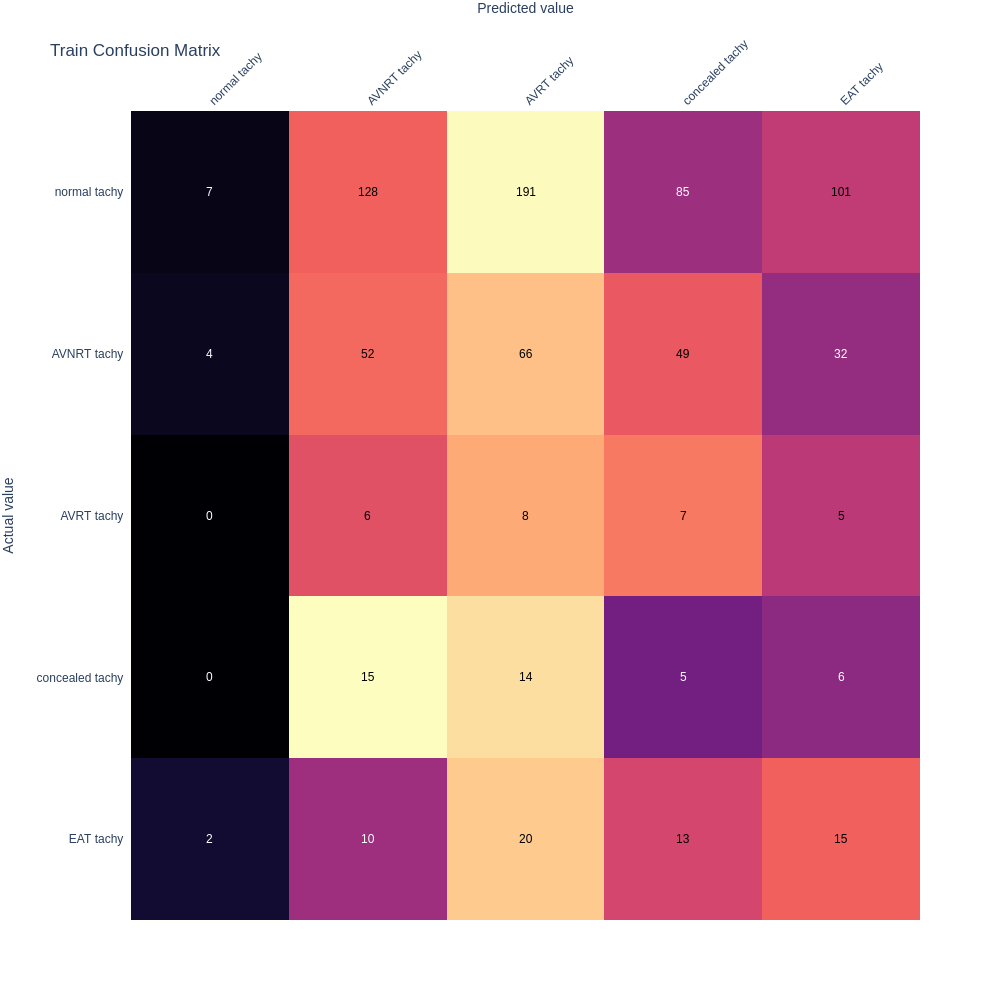 Predicted value
Train Confusion Matrix
normal tachy
AVNRT tachy
AVRT tachy
concealed tachy
EAT tachy
normal tachy 7 128 191 85 101
AVNRT tachy 4 52 66 49 32
AVRT tachy 0 6 8 7 5
concealed tachy 0 15 14 5 6
EAT tachy 2 10 20 13 15
Actual value